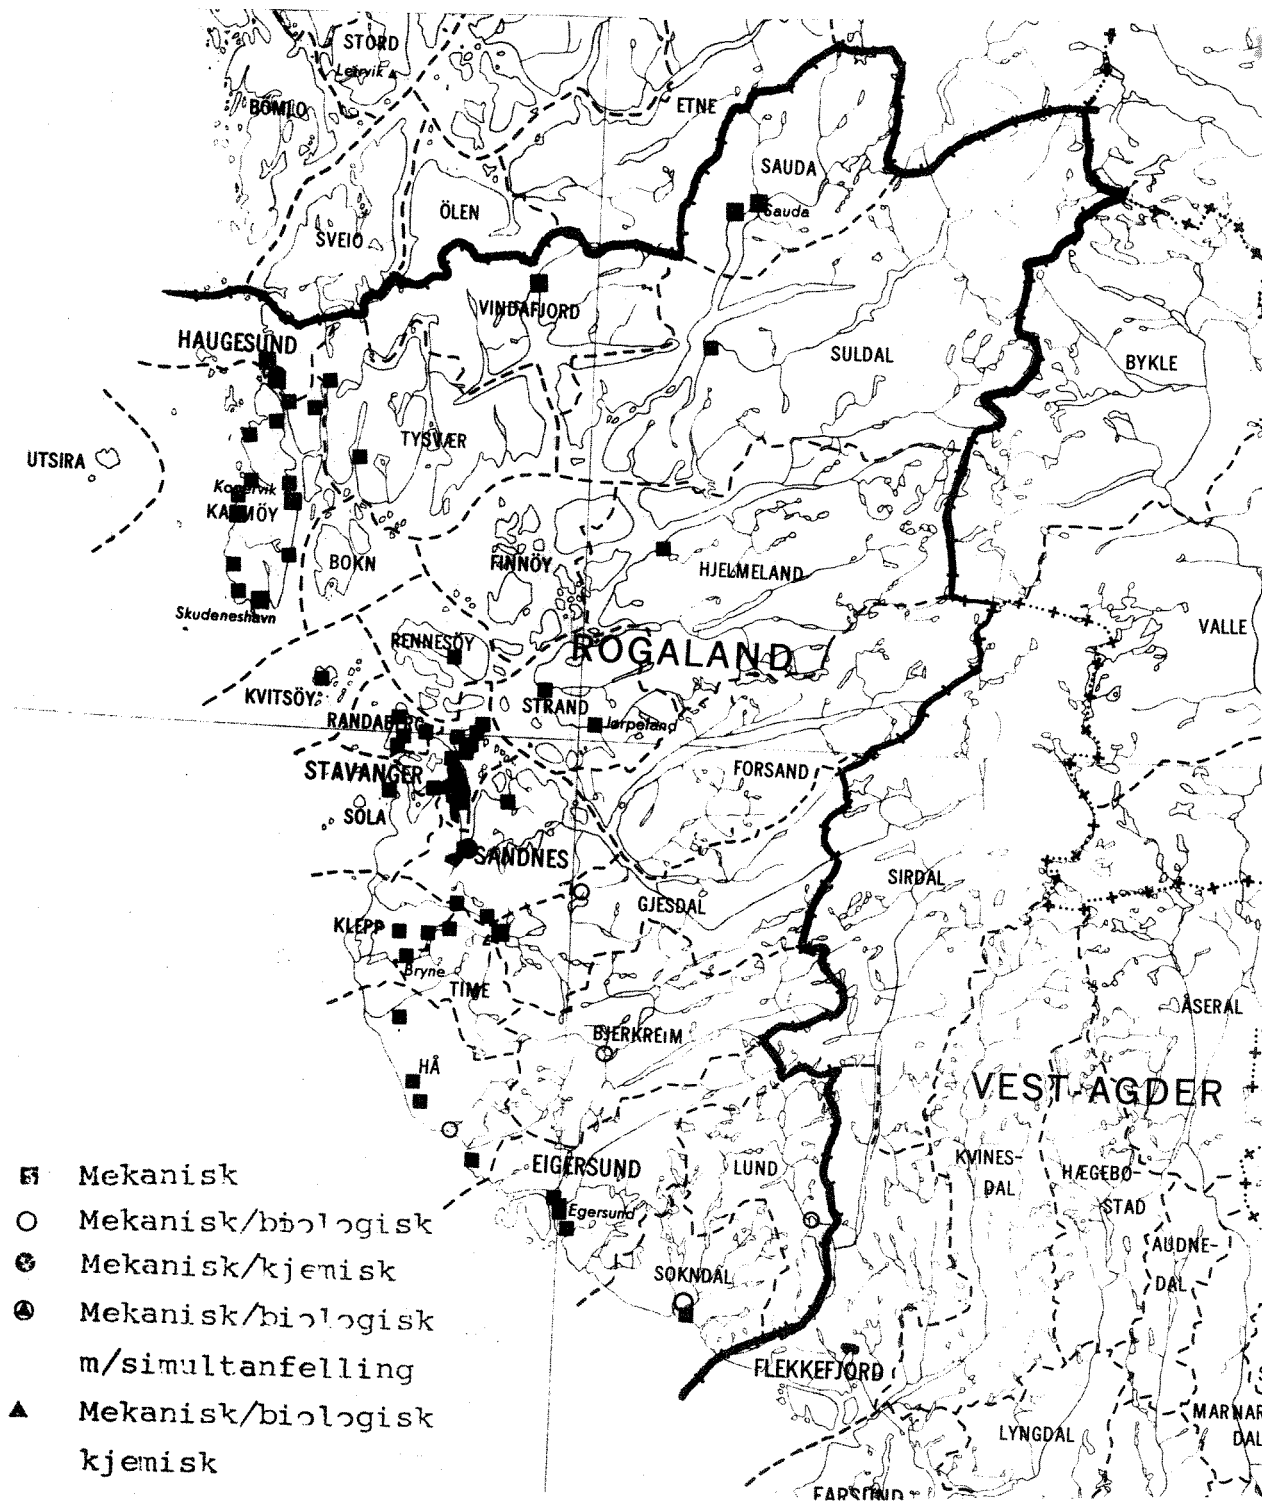 STORD
Leirvik
BÖMLO
ETNE
SAUDA
Sauda
ÖLEN
SVEIO
VINDAFJORD
HAUGESUND
SULDAL
BYKLE
TYSVÆR
UTSIRA
Kopervik
KARMÖY
BOKN
FINNÖY
HJELMELAND
Skudeneshavn
VALLE
RENNESÖY
ROGALAND
KVITSÖY
STRAND
RANDABERG
Jørpeland
STAVANGER
FORSAND
SOLA
SANDNES
SIRDAL
GJESDAL
KLEPP
Bryne
TIME
ÅSERAL
BJERKREIM
HÅ
VEST-AGDER
EIGERSUND
LUND
KVINES-
DAL
HÆGEBO-
STAD
Egersund
AUDNE-
DAL
SOKNDAL
FLEKKEFJORD
LYNGDAL
MARNAR
DAL
FARSUND
Mekanisk
Mekanisk/biologisk
Mekanisk/kjemisk
Mekanisk/biologisk
m/simultanfelling
Mekanisk/biologisk
kjemisk